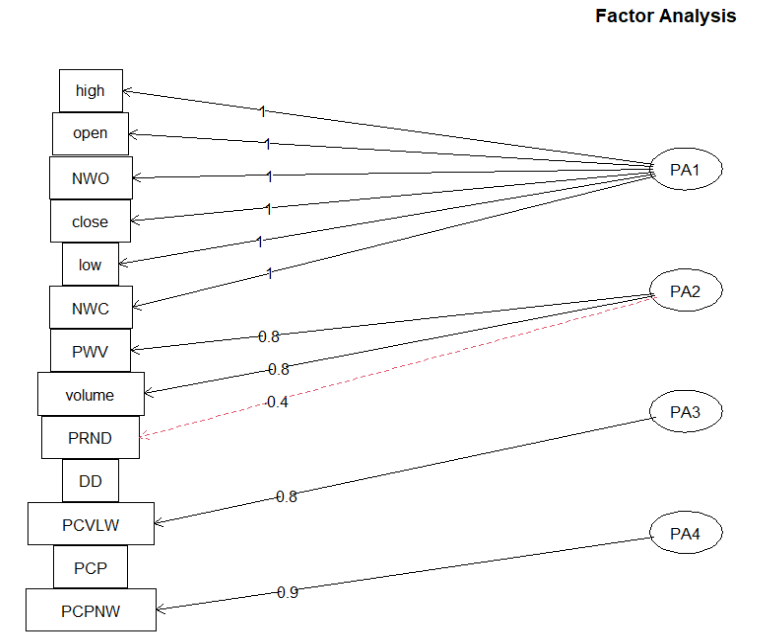 Factor Analysis
high
open
NWO
close
low
NWC
PWV
volume
PRND
DD
PCVLW
PCP
PCPNW
1
1
1
1
1
1
0.8
0.8
-0.4
0.8
0.9
PA1
PA2
PA3
PA4